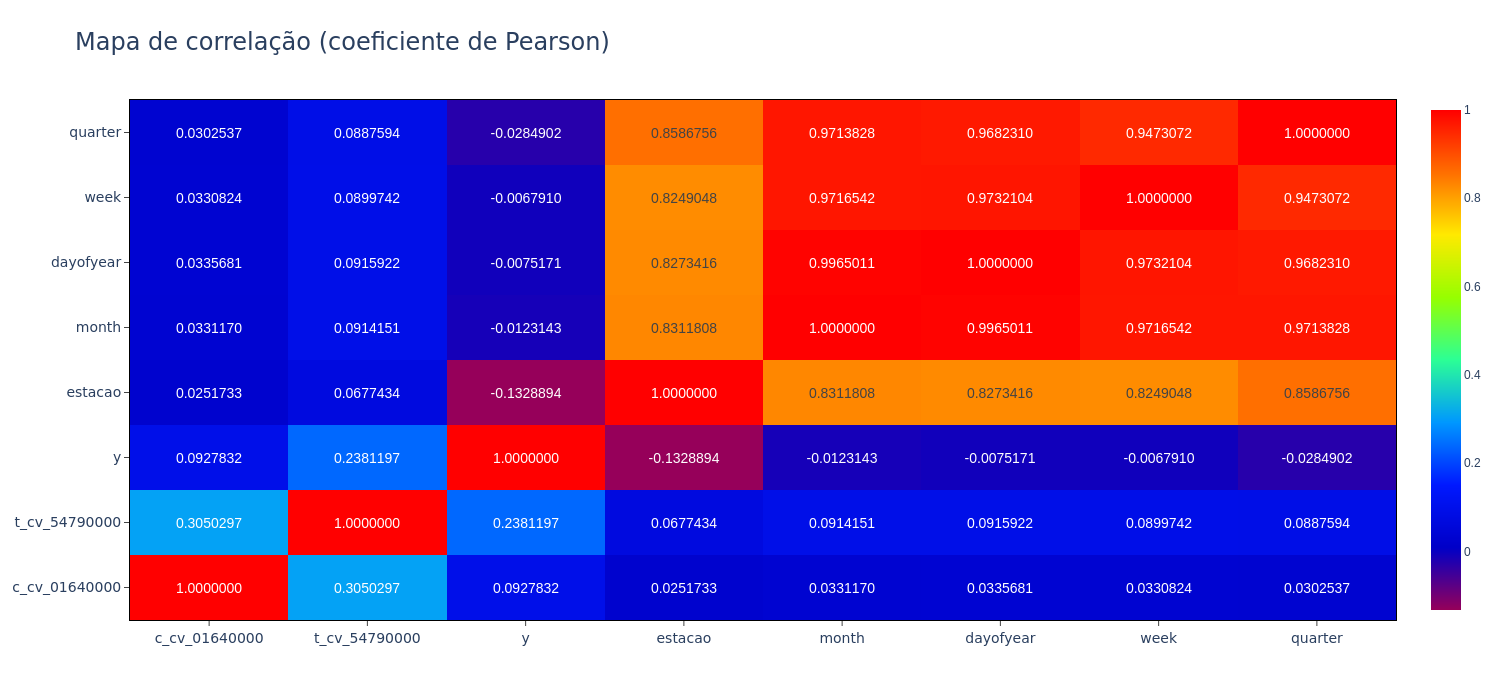 Mapa de correlação (coeficiente de Pearson)
quarter 0.0302537 0.0887594 -0.0284902 0.8586756 0.9713828 0.9682310 0.9473072 1.0000000
week 0.0330824 0.0899742 -0.0067910 0.8249048 0.9716542 0.9732104 1.0000000 0.9473072
dayofyear 0.0335681 0.0915922 -0.0075171 0.8273416 0.9965011 1.0000000 0.9732104 0.9682310
month 0.0331170 0.0914151 -0.0123143 0.8311808 1.0000000 0.9965011 0.9716542 0.9713828
estacao 0.0251733 0.0677434 -0.1328894 1.0000000 0.8311808 0.8273416 0.8249048 0.8586756
y 0.0927832 0.2381197 1.0000000 -0.1328894 -0.0123143 -0.0075171 -0.0067910 -0.0284902
t_cv_54790000 0.3050297 1.0000000 0.2381197 0.0677434 0.0914151 0.0915922 0.0899742 0.0887594
c_cv_01640000 1.0000000 0.3050297 0.0927832 0.0251733 0.0331170 0.0335681 0.0330824 0.0302537
c_cv_01640000 t_cv_54790000 y estacao month dayofyear week quarter
1
0.8
0.6
0.4
0.2
0